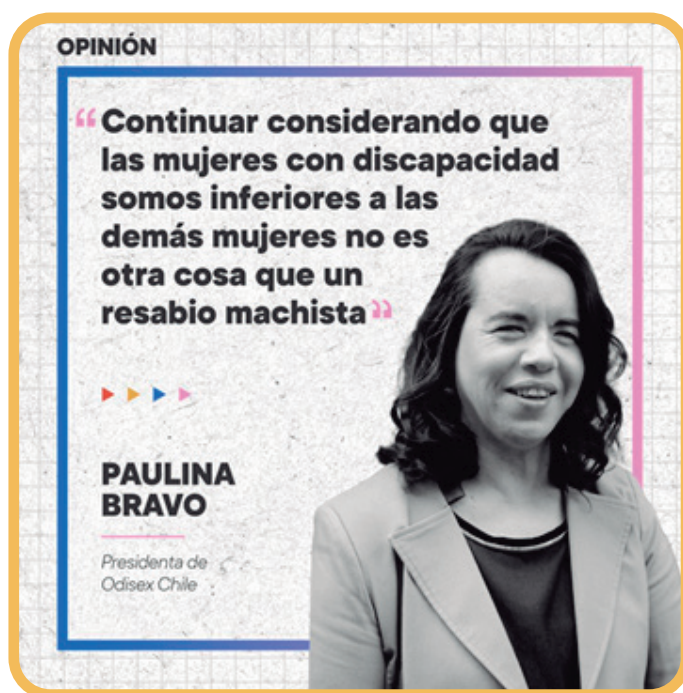 OPINIÓN
“Continuar considerando que
las mujeres con discapacidad
somos inferiores a las
demás mujeres no es
otra cosa que un
resabio machista”
PAULINA
BRAVO
Presidenta de
Odisex Chile